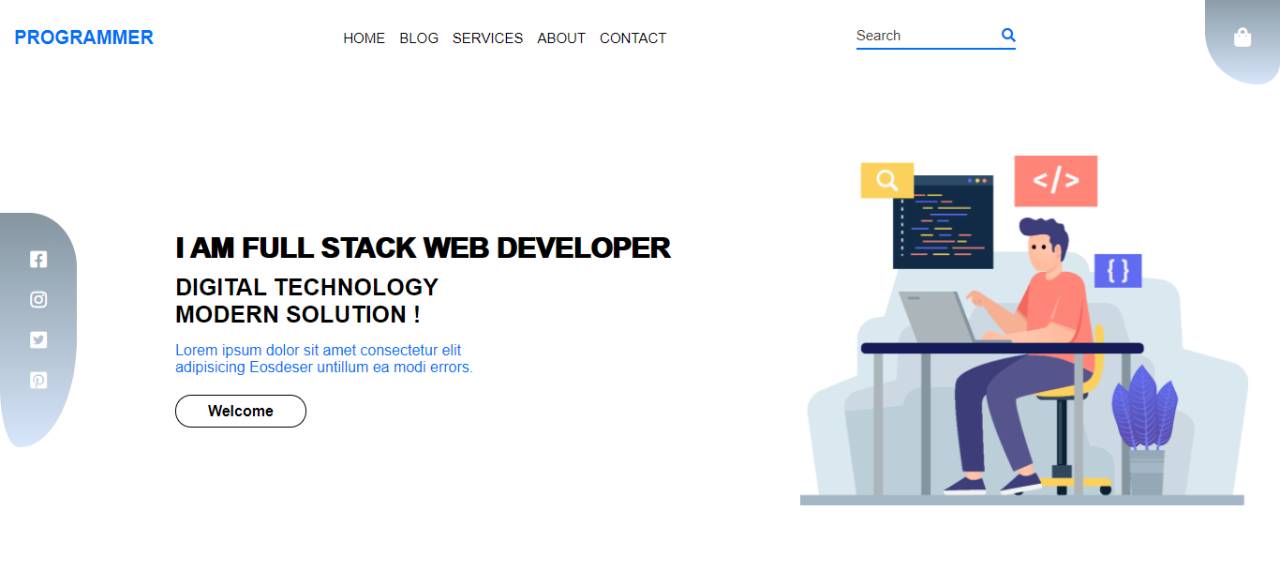 PROGRAMMER
HOME BLOG SERVICES ABOUT CONTACT
Search
</>
{}
I AM FULL STACK WEB DEVELOPER
DIGITAL TECHNOLOGY
MODERN SOLUTION !
Lorem ipsum dolor sit amet consectetur elit
adipisicing Eosdeser untillum ea modi errors.
Welcome